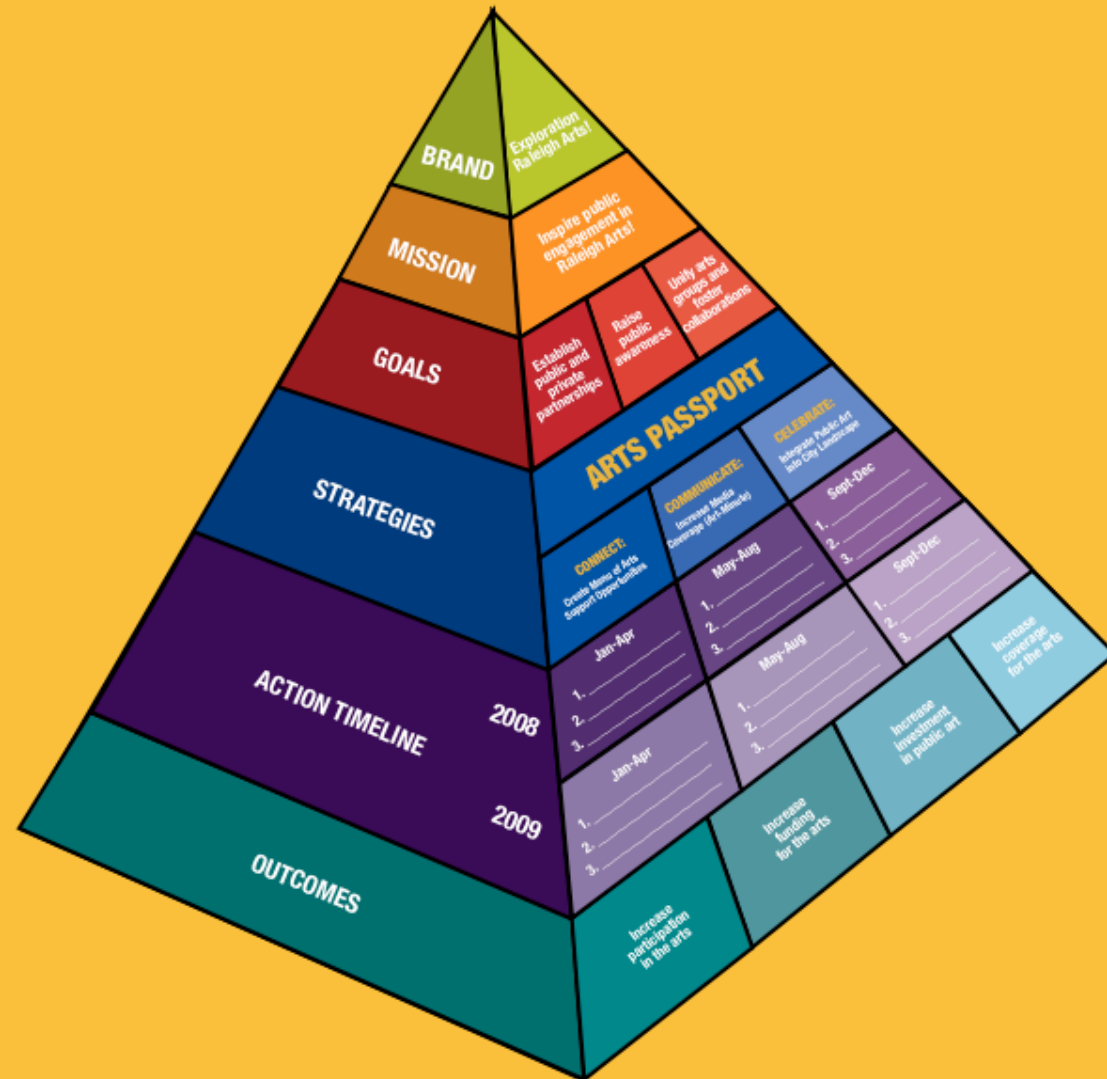 BRAND
Exploration
Raleigh Arts!
MISSION
Inspire public
engagement in
Raleigh Arts!
GOALS
Establish
public and
private
partnerships
Raise
public
awareness
Unify arts
groups and
foster
collaborations
STRATEGIES
ARTS PASSPORT
CONNECT:
Create Menu of Arts
Support Opportunities
COMMUNICATE:
Increase Media
Coverage (Art-Minute)
CELEBRATE:
Integrate Public Art
into City Landscape
ACTION TIMELINE
2008
Jan-Apr
1.
2.
3.
May-Aug
1.
2.
3.
Sept-Dec
1.
2.
3.
2009
Jan-Apr
1.
2.
3.
May-Aug
1.
2.
3.
Sept-Dec
1.
2.
3.
OUTCOMES
Increase
participation
in the arts
Increase
funding
for the arts
Increase
investment
in public art
Increase
coverage
for the arts